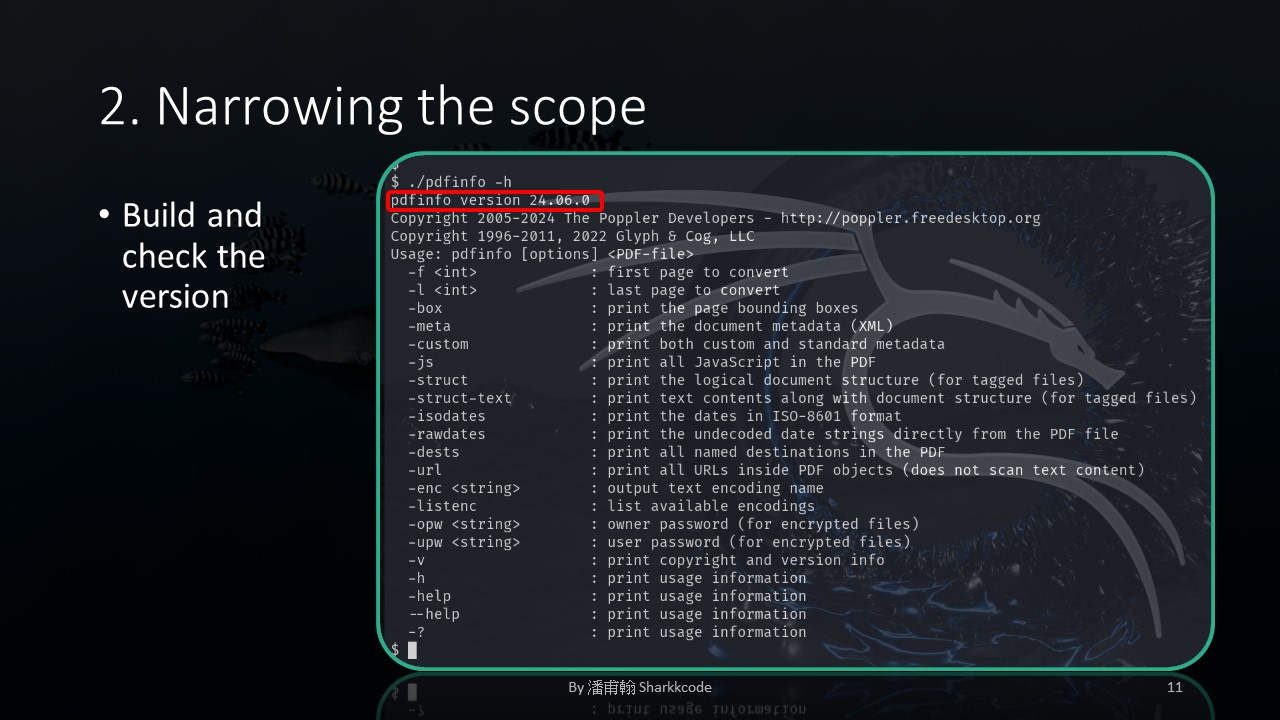 2. Narrowing the scope
• Build and
check the
version
$
$ ./pdfinfo -h
pdfinfo version 24.06.0
Copyright 2005-2024 The Poppler Developers - http://poppler.freedesktop.org
Copyright 1996-2011, 2022 Glyph & Cog, LLC
Usage: pdfinfo [options] <PDF-file>
-f <int> : first page to convert
-l <int> : last page to convert
-box : print the page bounding boxes
-meta : print the document metadata (XML)
-custom : print both custom and standard metadata
-js : print all JavaScript in the PDF
-struct : print the logical document structure (for tagged files)
-struct-text : print text contents along with document structure (for tagged files)
-isodates : print the dates in ISO-8601 format
-rawdates : print the undecoded date strings directly from the PDF file
-dests : print all named destinations in the PDF
-url : print all URLs inside PDF objects (does not scan text content)
-enc <string> : output text encoding name
-listenc : list available encodings
-opw <string> : owner password (for encrypted files)
-upw <string> : user password (for encrypted files)
-v : print copyright and version info
-h : print usage information
-help : print usage information
--help : print usage information
-? : print usage information
$
By 潘甫翰 Sharkkcode
11